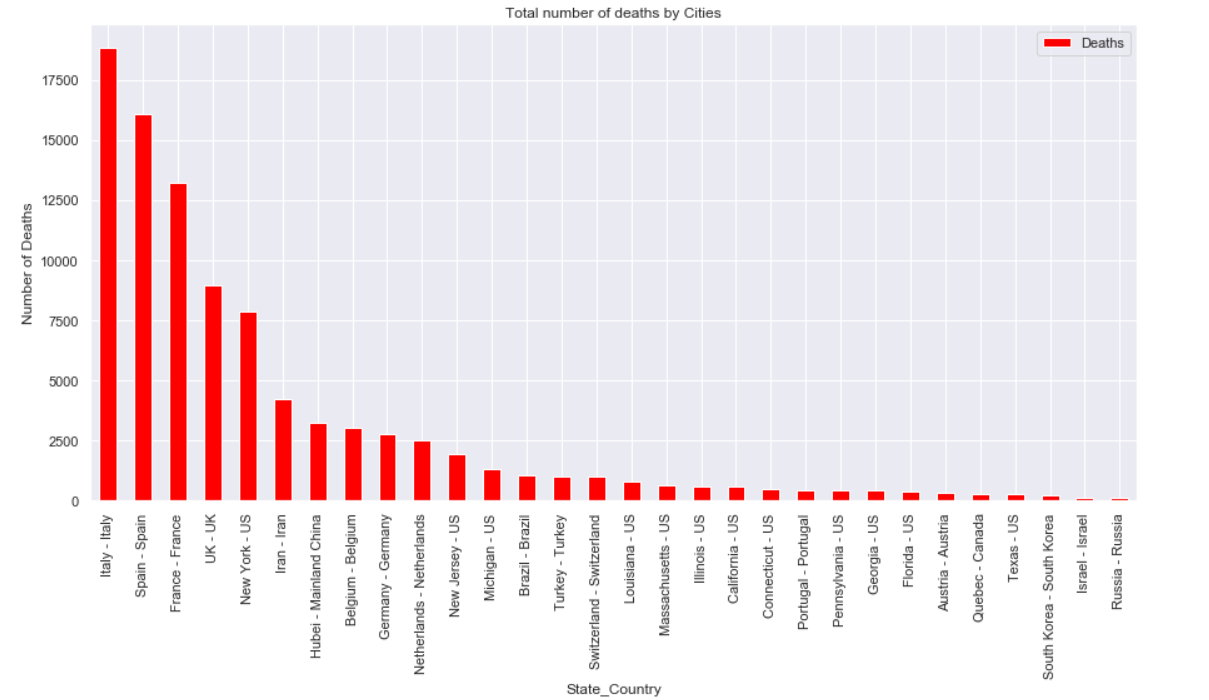 Total number of deaths by Cities
Deaths
Number of Deaths
17500
15000
12500
10000
7500
5000
2500
0
Italy - Italy
Spain - Spain
France - France
UK - UK
New York - US
Iran - Iran
Hubei - Mainland China
Belgium - Belgium
Germany - Germany
Netherlands - Netherlands
New Jersey - US
Michigan - US
Brazil - Brazil
Turkey - Turkey
Switzerland - Switzerland
Louisiana - US
Massachusetts - US
Illinois - US
California - US
Connecticut - US
Portugal - Portugal
Pennsylvania - US
Georgia - US
Florida - US
Austria - Austria
Quebec - Canada
Texas - US
South Korea - South Korea
Israel - Israel
Russia - Russia
State_Country